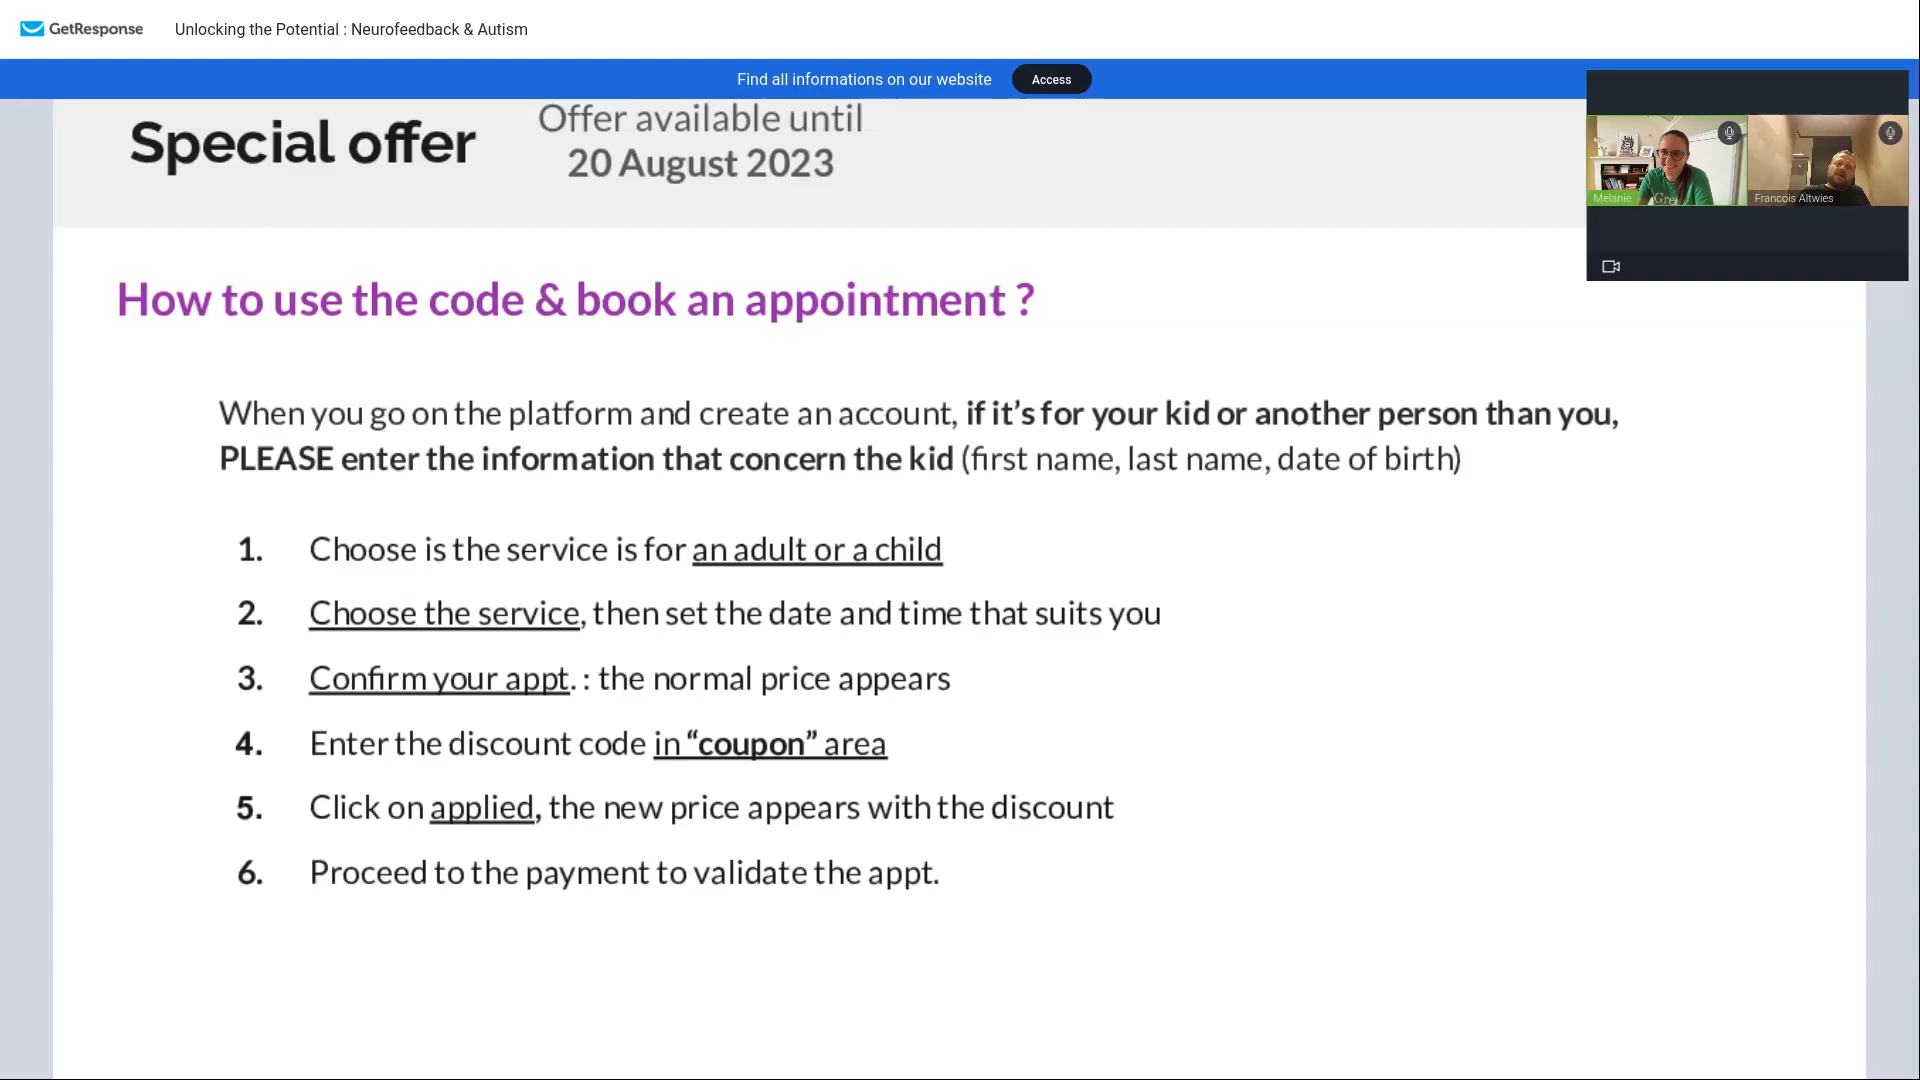 GetResponse
Unlocking the Potential : Neurofeedback & Autism
Find all informations on our website
Access
Special offer
Offer available until
20 August 2023
Melanie
Gre
Francois Altwies
How to use the code & book an appointment ?
When you go on the platform and create an account, if it's for your kid or another person than you,
PLEASE enter the information that concern the kid (first name, last name, date of birth)
1. Choose is the service is for an adult or a child
2. Choose the service, then set the date and time that suits you
3. Confirm your appt. : the normal price appears
4. Enter the discount code in “coupon” area
5. Click on applied, the new price appears with the discount
6. Proceed to the payment to validate the appt.